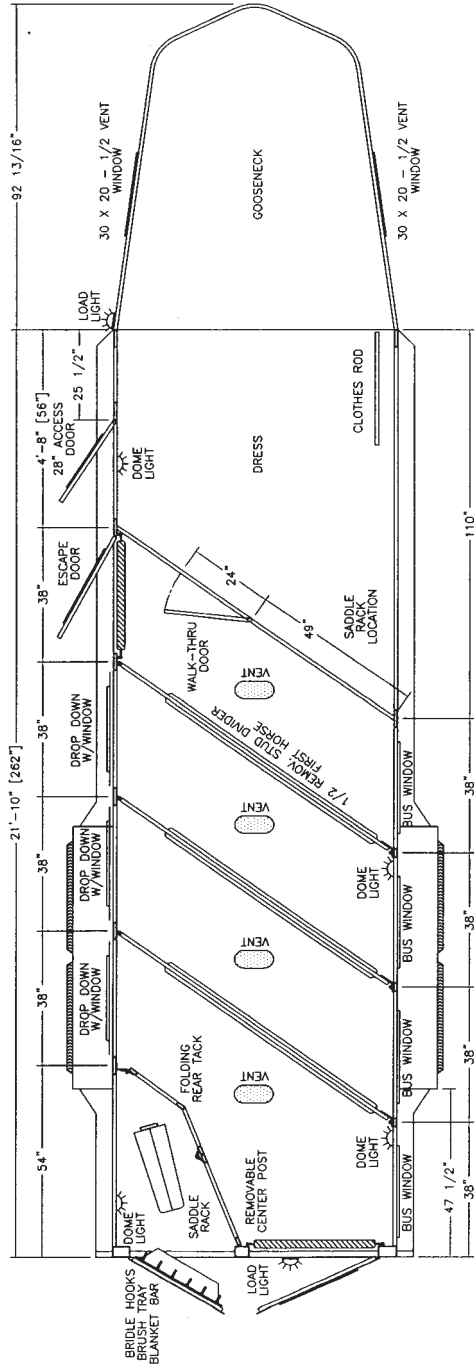 92 13/16"
21'-10" [262"]
4'-8" [56"]
25 1/2"
38"
38"
38"
38"
54"
30 X 20 - 1/2 VENT
WINDOW
LOAD
LIGHT
28" ACCESS
DOOR
ESCAPE
DOOR
DROP DOWN
W/WINDOW
DROP DOWN
W/WINDOW
DROP DOWN
W/WINDOW
GOOSENECK
DOME
LIGHT
DRESS
CLOTHES ROD
24"
49"
WALK-THRU
DOOR
SADDLE
RACK
LOCATION
VENT
1/2 REMOV. STUD DIVIDER
FIRST HORSE
VENT
VENT
VENT
FOLDING
REAR TACK
SADDLE
RACK
DOME
LIGHT
REMOVABLE
CENTER POST
BRIDLE HOOKS
BRUSH TRAY
BLANKET BAR
LOAD
LIGHT
DOME
LIGHT
DOME
LIGHT
BUS WINDOW
BUS WINDOW
BUS WINDOW
BUS WINDOW
30 X 20 - 1/2 VENT
WINDOW
110"
38"
38"
38"
38"
47 1/2"